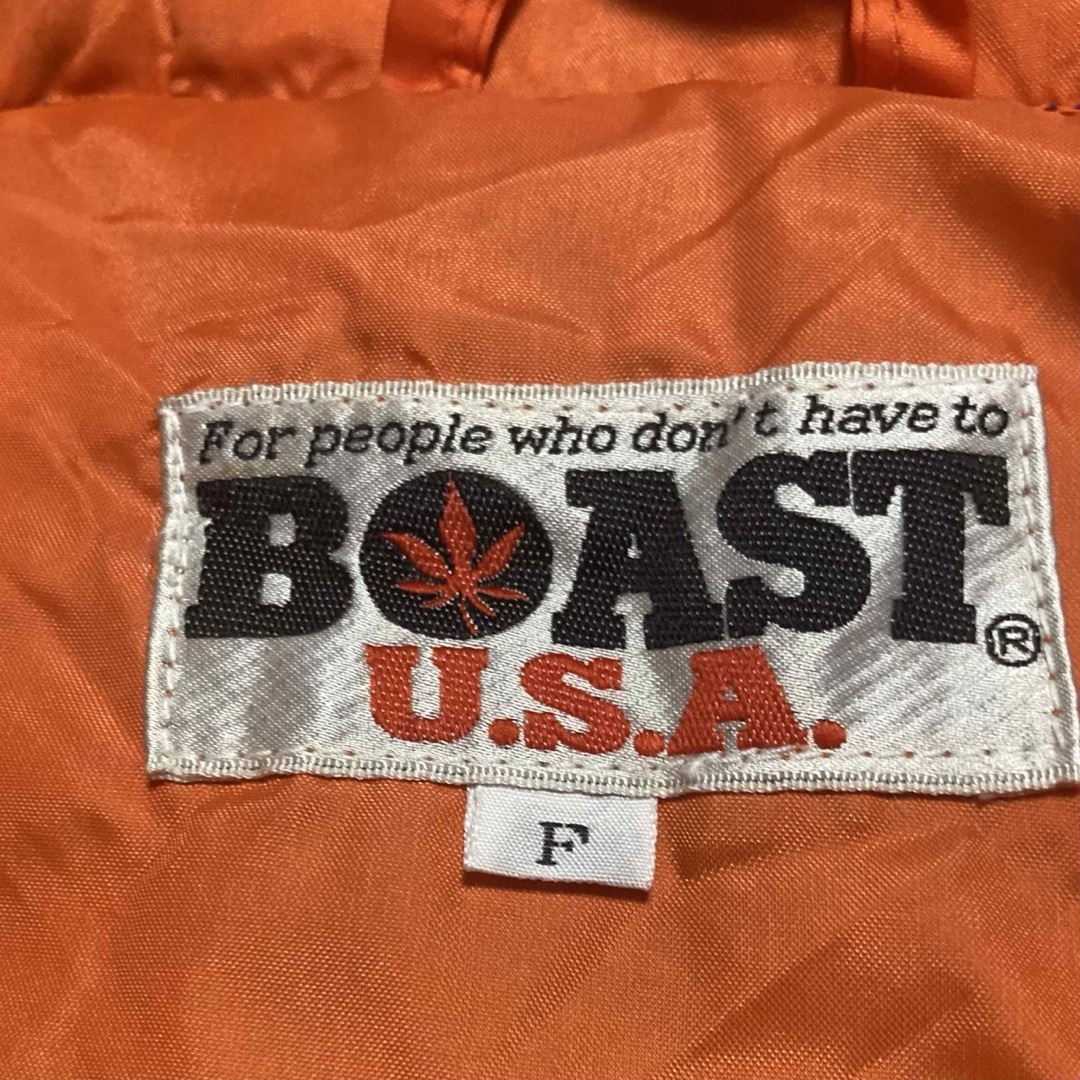 For people who don't have to
BOAST®
U.S.A.
F